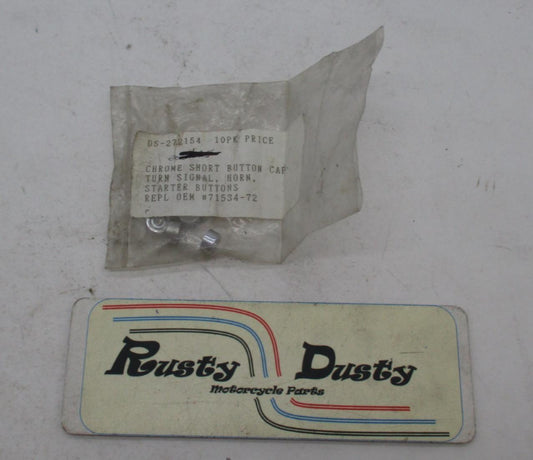 DS-272154 10PK PRICE
CHROME SHORT BUTTON CAP
TURN SIGNAL, HORN,
STARTER BUTTONS
REPL OEM #71534-72
Rusty Dusty
Motorcycle Parts